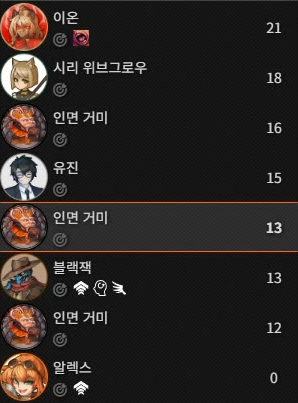 이온 21
시리 위브그로우 18
인면 거미 16
유진 15
인면 거미 13
블랙잭 13
인면 거미 12
알렉스 0